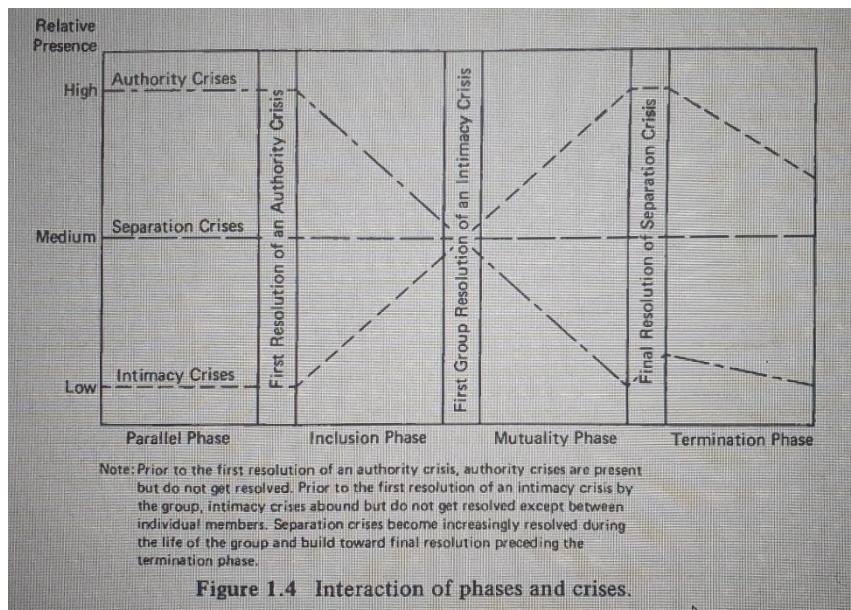 Relative
Presence
High
Authority Crises
Medium
Separation Crises
Low
Intimacy Crises
First Resolution of an Authority Crisis
First Group Resolution of an Intimacy Crisis
Final Resolution of Separation Crisis
Parallel Phase
Inclusion Phase
Mutuality Phase
Termination Phase
Note: Prior to the first resolution of an authority crisis, authority crises are present
but do not get resolved. Prior to the first resolution of an intimacy crisis by
the group, intimacy crises abound but do not get resolved except between
individual members. Separation crises become increasingly resolved during
the life of the group and build toward final resolution preceding the
termination phase.
Figure 1.4 Interaction of phases and crises.